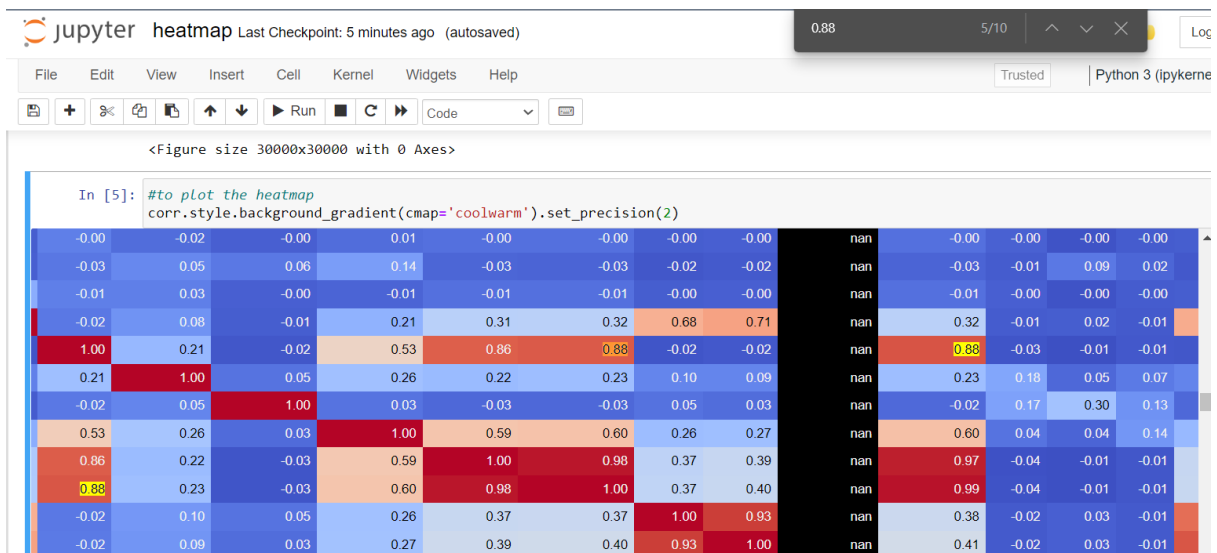 jupyter heatmap Last Checkpoint: 5 minutes ago (autosaved)
0.88 5/10
Log
File Edit View Insert Cell Kernel Widgets Help
Trusted Python 3 (ipykerne
Run Code
<Figure size 30000x30000 with 0 Axes>
In [5]: #to plot the heatmap
corr.style.background_gradient(cmap='coolwarm').set_precision(2)
-0.00 -0.02 -0.00 0.01 -0.00 -0.00 -0.00 -0.00 nan -0.00 -0.00 -0.00 -0.00
-0.03 0.05 0.06 0.14 -0.03 -0.03 -0.02 -0.02 nan -0.03 -0.01 0.09 0.02
-0.01 0.03 -0.00 -0.01 -0.01 -0.01 -0.00 -0.00 nan -0.01 -0.00 -0.00 -0.00
-0.02 0.08 -0.01 0.21 0.31 0.32 0.68 0.71 nan 0.32 -0.01 0.02 -0.01
1.00 0.21 -0.02 0.53 0.86 0.88 -0.02 -0.02 nan 0.88 -0.03 -0.01 -0.01
0.21 1.00 0.05 0.26 0.22 0.23 0.10 0.09 nan 0.23 0.18 0.05 0.07
-0.02 0.05 1.00 0.03 -0.03 -0.03 0.05 0.03 nan -0.02 0.17 0.30 0.13
0.53 0.26 0.03 1.00 0.59 0.60 0.26 0.27 nan 0.60 0.04 0.04 0.14
0.86 0.22 -0.03 0.59 1.00 0.98 0.37 0.39 nan 0.97 -0.04 -0.01 -0.01
0.88 0.23 -0.03 0.60 0.98 1.00 0.37 0.40 nan 0.99 -0.04 -0.01 -0.01
-0.02 0.10 0.05 0.26 0.37 0.37 1.00 0.93 nan 0.38 -0.02 0.03 -0.01
-0.02 0.09 0.03 0.27 0.39 0.40 0.93 1.00 nan 0.41 -0.02 0.03 -0.01